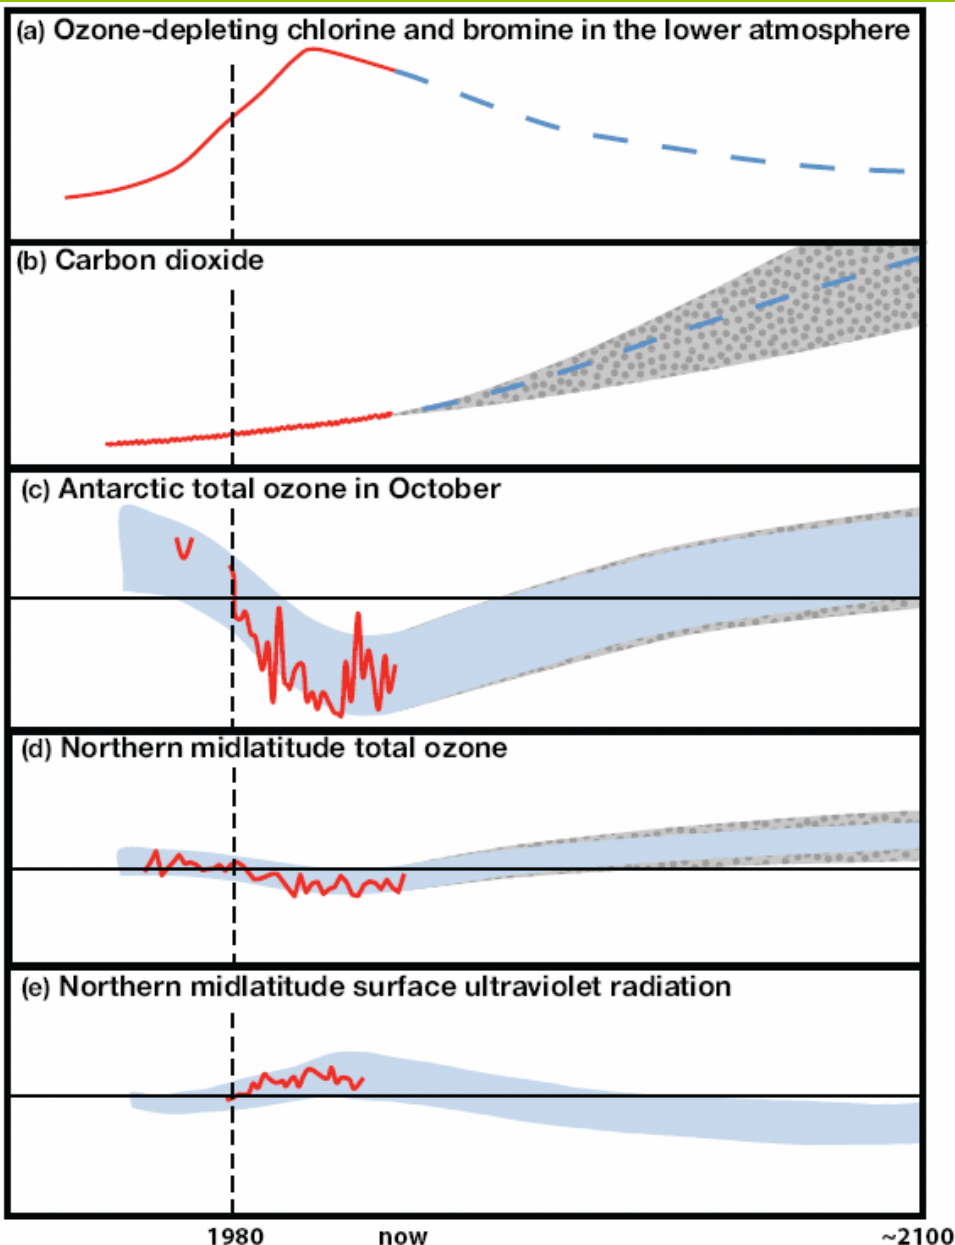 (a) Ozone-depleting chlorine and bromine in the lower atmosphere
(b) Carbon dioxide
(c) Antarctic total ozone in October
(d) Northern midlatitude total ozone
(e) Northern midlatitude surface ultraviolet radiation
1980 now ~2100